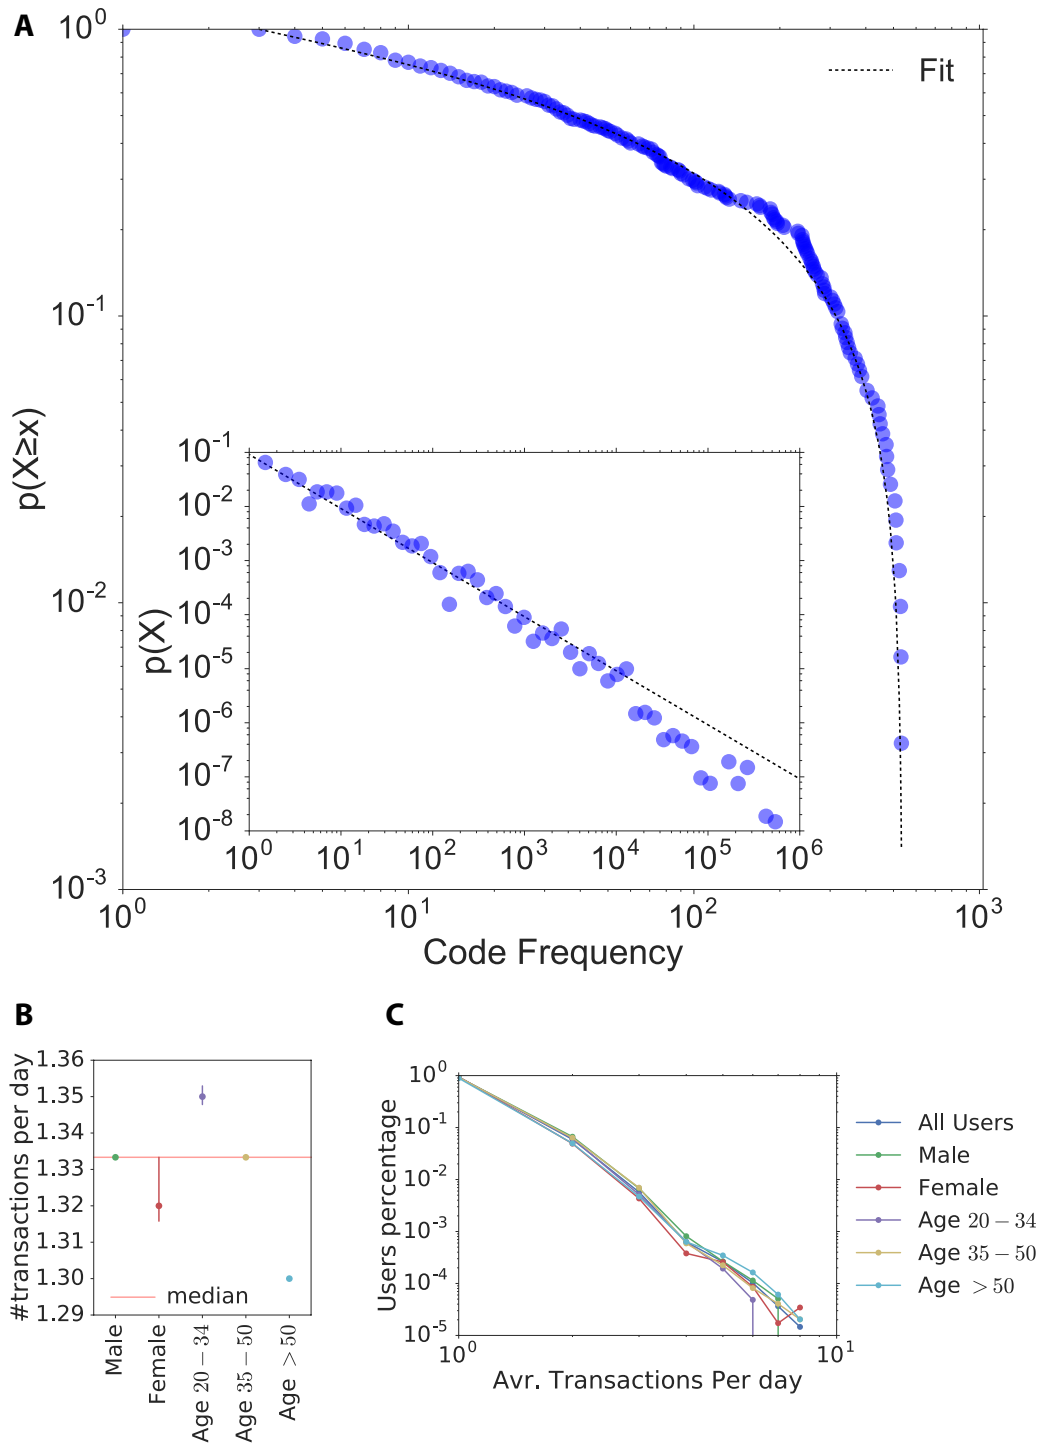 A
10^0
10^-1
10^-2
10^-3
p(X≥x)
Fit
10^-1
10^-2
10^-3
10^-4
10^-5
10^-6
10^-7
10^-8
p(X)
10^0 10^1 10^2 10^3 10^4 10^5 10^6
10^0 10^1 10^2 10^3
Code Frequency
B
#transactions per day
1.36
1.35
1.34
1.33
1.32
1.31
1.30
1.29
median
Male
Female
Age 20 − 34
Age 35 − 50
Age > 50
C
Users percentage
10^0
10^-1
10^-2
10^-3
10^-4
10^-5
10^0 10^1
Avr. Transactions Per day
All Users
Male
Female
Age 20 − 34
Age 35 − 50
Age > 50